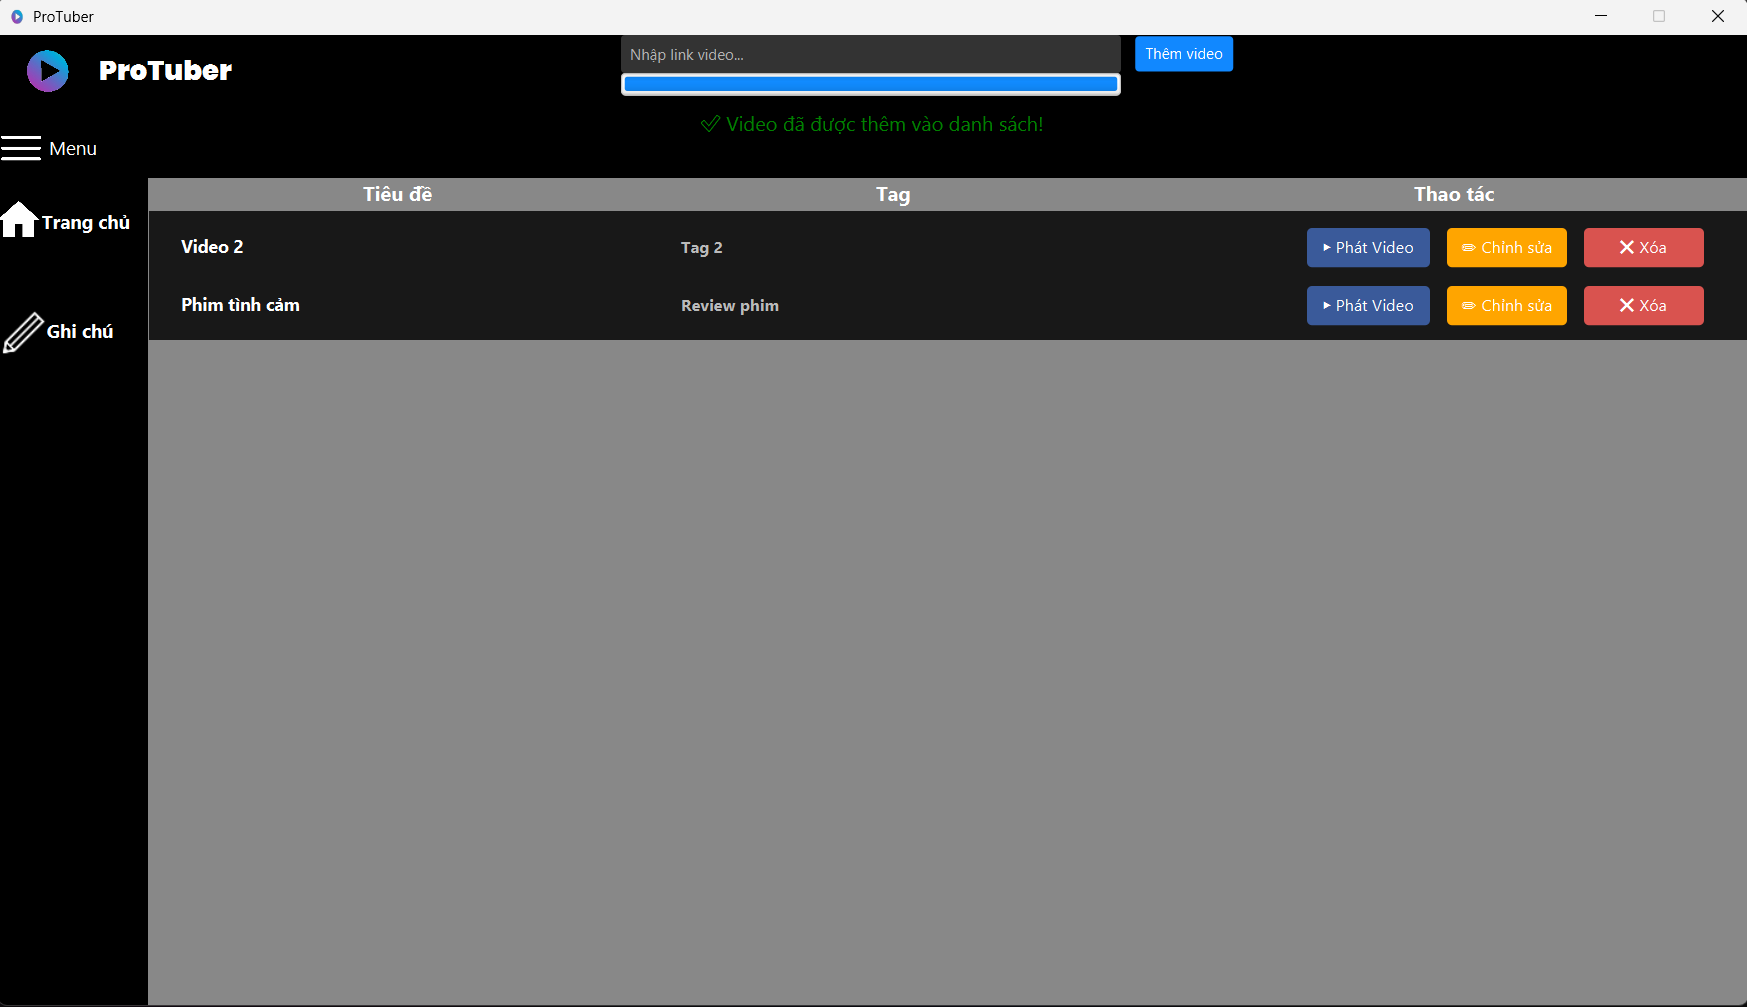 ProTuber
ProTuber
Nhập link video...
Thêm video
✅ Video đã được thêm vào danh sách!
Menu
Trang chủ
Ghi chú
Tiêu đề Tag Thao tác
Video 2 Tag 2 ▶ Phát Video ✏ Chỉnh sửa ❌ Xóa
Phim tình cảm Review phim ▶ Phát Video ✏ Chỉnh sửa ❌ Xóa